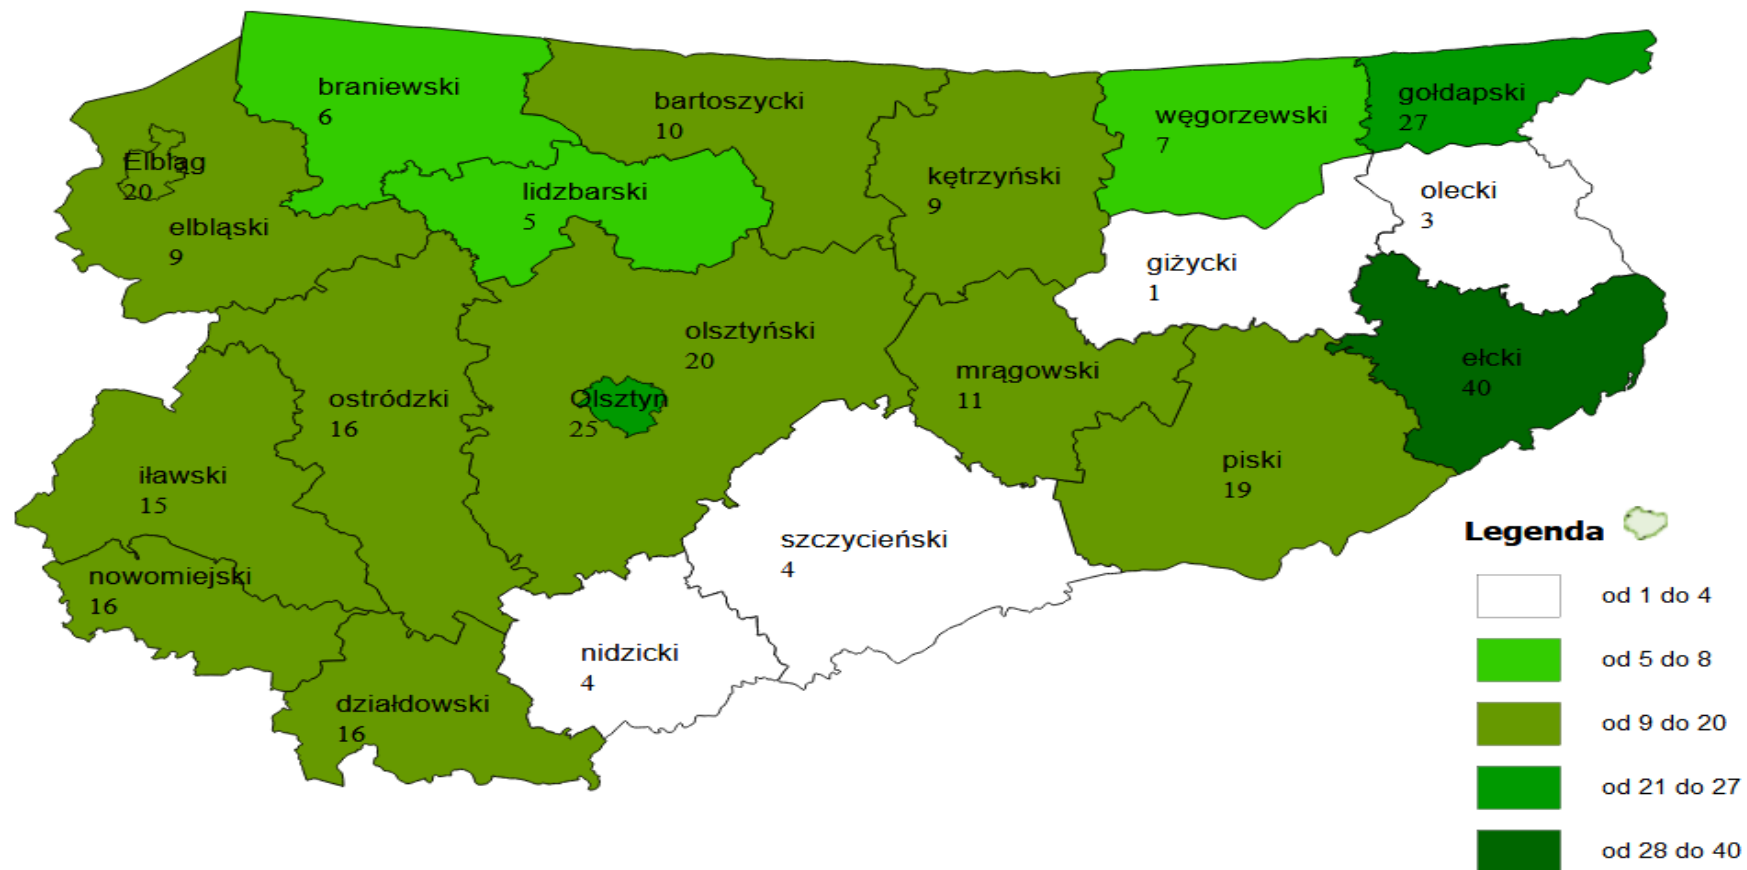 braniewski
6
bartoszycki
10
węgorzewski
7
gołdapski
27
Elbląg
20
elbląski
9
lidzbarski
5
kętrzyński
9
olecki
3
giżycki
1
olsztyński
20
Olsztyn
25
ostródzki
16
mrągowski
11
ełcki
40
iławski
15
piski
19
nowomiejski
16
szczycieński
4
nidzicki
4
działdowski
16
Legenda
od 1 do 4
od 5 do 8
od 9 do 20
od 21 do 27
od 28 do 40